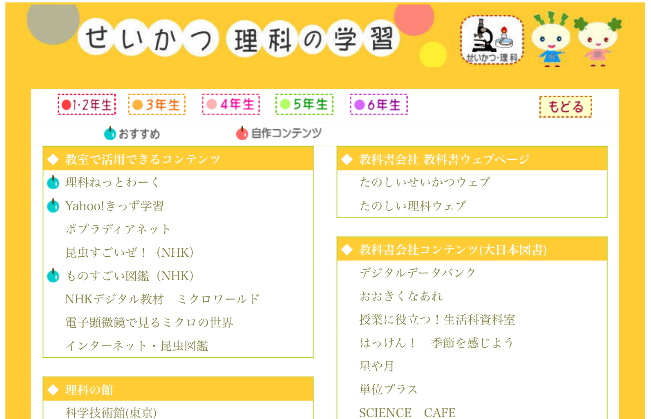 せいかつ 理科の学習
せいかつ・理科
1・2年生
3年生
4年生
5年生
6年生
もどる
おすすめ
自作コンテンツ
◆ 教室で活用できるコンテンツ
理科ねっとわーく
Yahoo!きっず学習
ポプラディアネット
昆虫すごいぜ！（NHK）
ものすごい図鑑（NHK）
NHKデジタル教材　ミクロワールド
電子顕微鏡で見るミクロの世界
インターネット・昆虫図鑑
◆ 理科の館
科学技術館(東京)
◆ 教科書会社 教科書ウェブページ
たのしいせいかつウェブ
たのしい理科ウェブ
◆ 教科書会社コンテンツ(大日本図書)
デジタルデータバンク
おおきくなあれ
授業に役立つ！生活科資料室
はっけん！　季節を感じよう
星や月
単位プラス
SCIENCE　CAFE